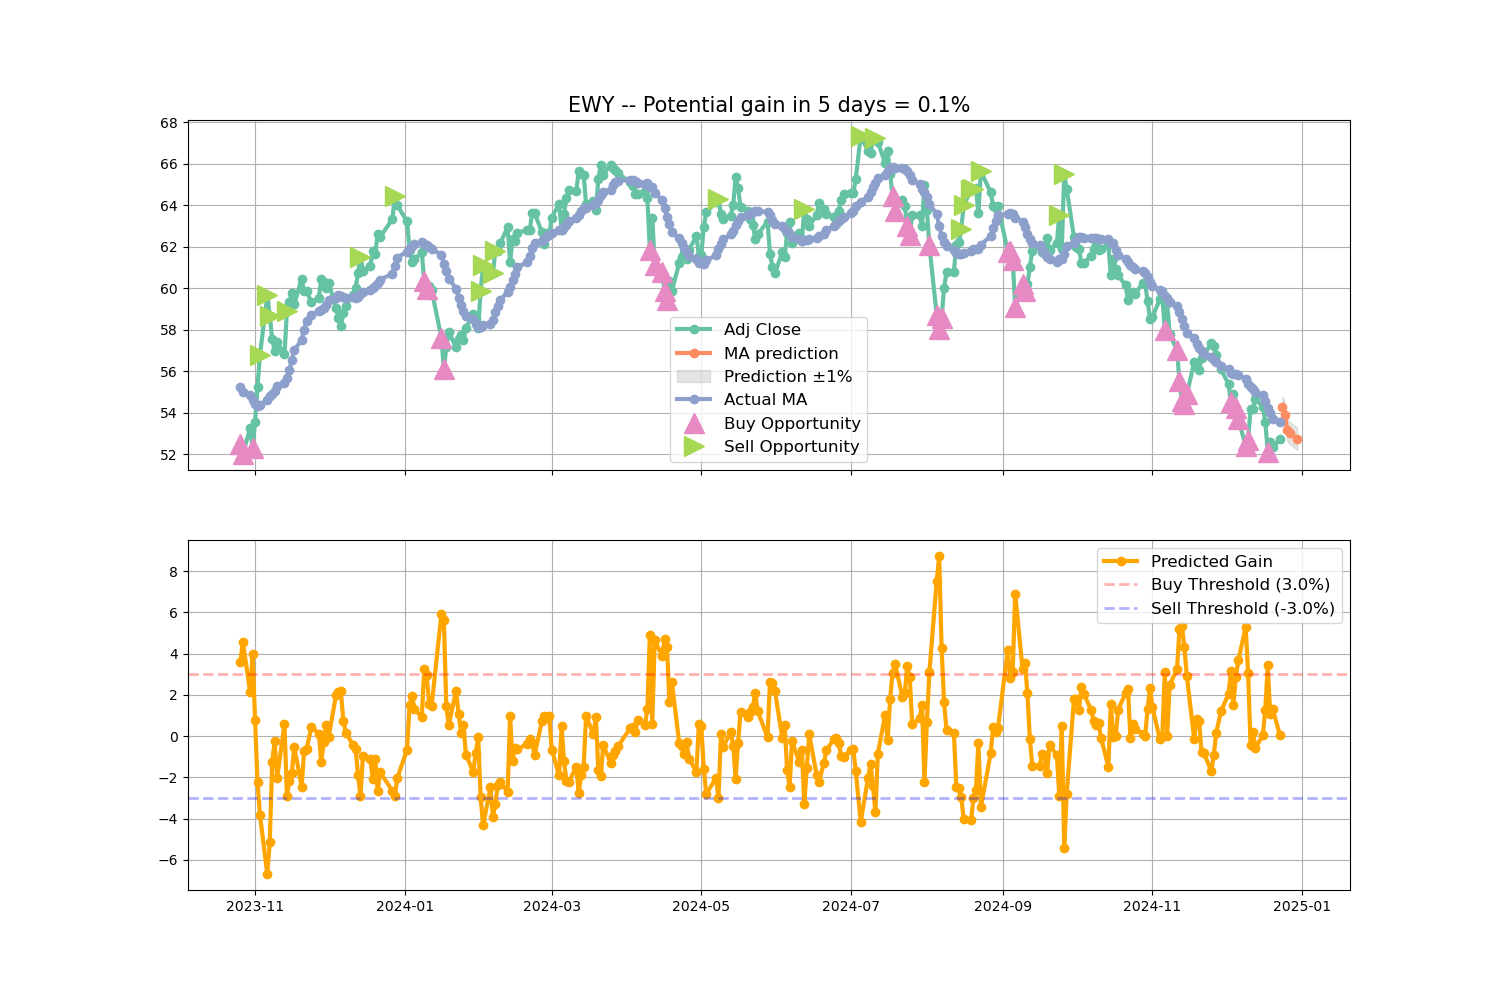 EWY -- Potential gain in 5 days = 0.1%
68
66
64
62
60
58
56
54
52
Adj Close
MA prediction
Prediction ±1%
Actual MA
Buy Opportunity
Sell Opportunity
8
6
4
2
0
−2
−4
−6
Predicted Gain
Buy Threshold (3.0%)
Sell Threshold (-3.0%)
2023-11
2024-01
2024-03
2024-05
2024-07
2024-09
2024-11
2025-01